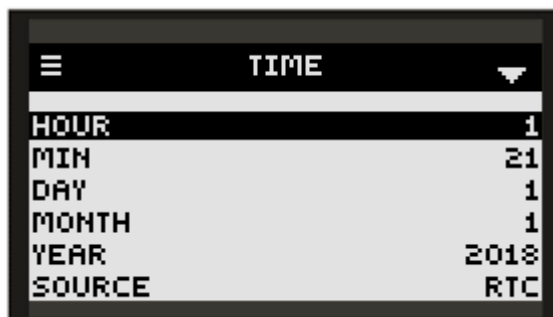 TIME
HOUR 1
MIN 21
DAY 1
MONTH 1
YEAR 2018
SOURCE RTC